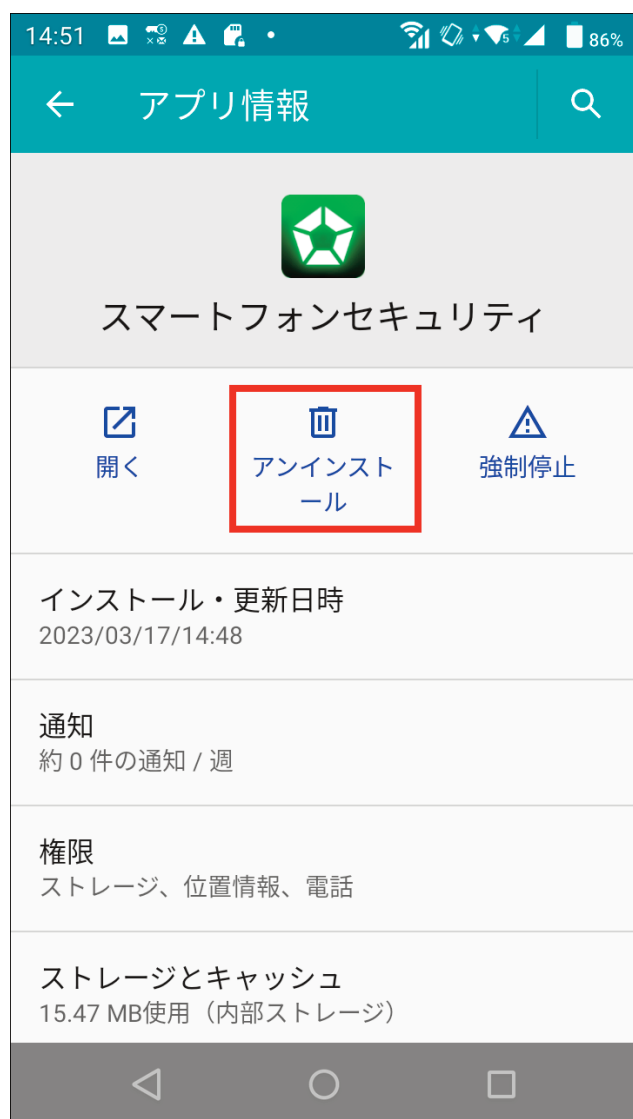 14:51
86%
アプリ情報
スマートフォンセキュリティ
開く
アンインスト
ール
強制停止
インストール・更新日時
2023/03/17/14:48
通知
約 0 件の通知 / 週
権限
ストレージ、位置情報、電話
ストレージとキャッシュ
15.47 MB使用（内部ストレージ）